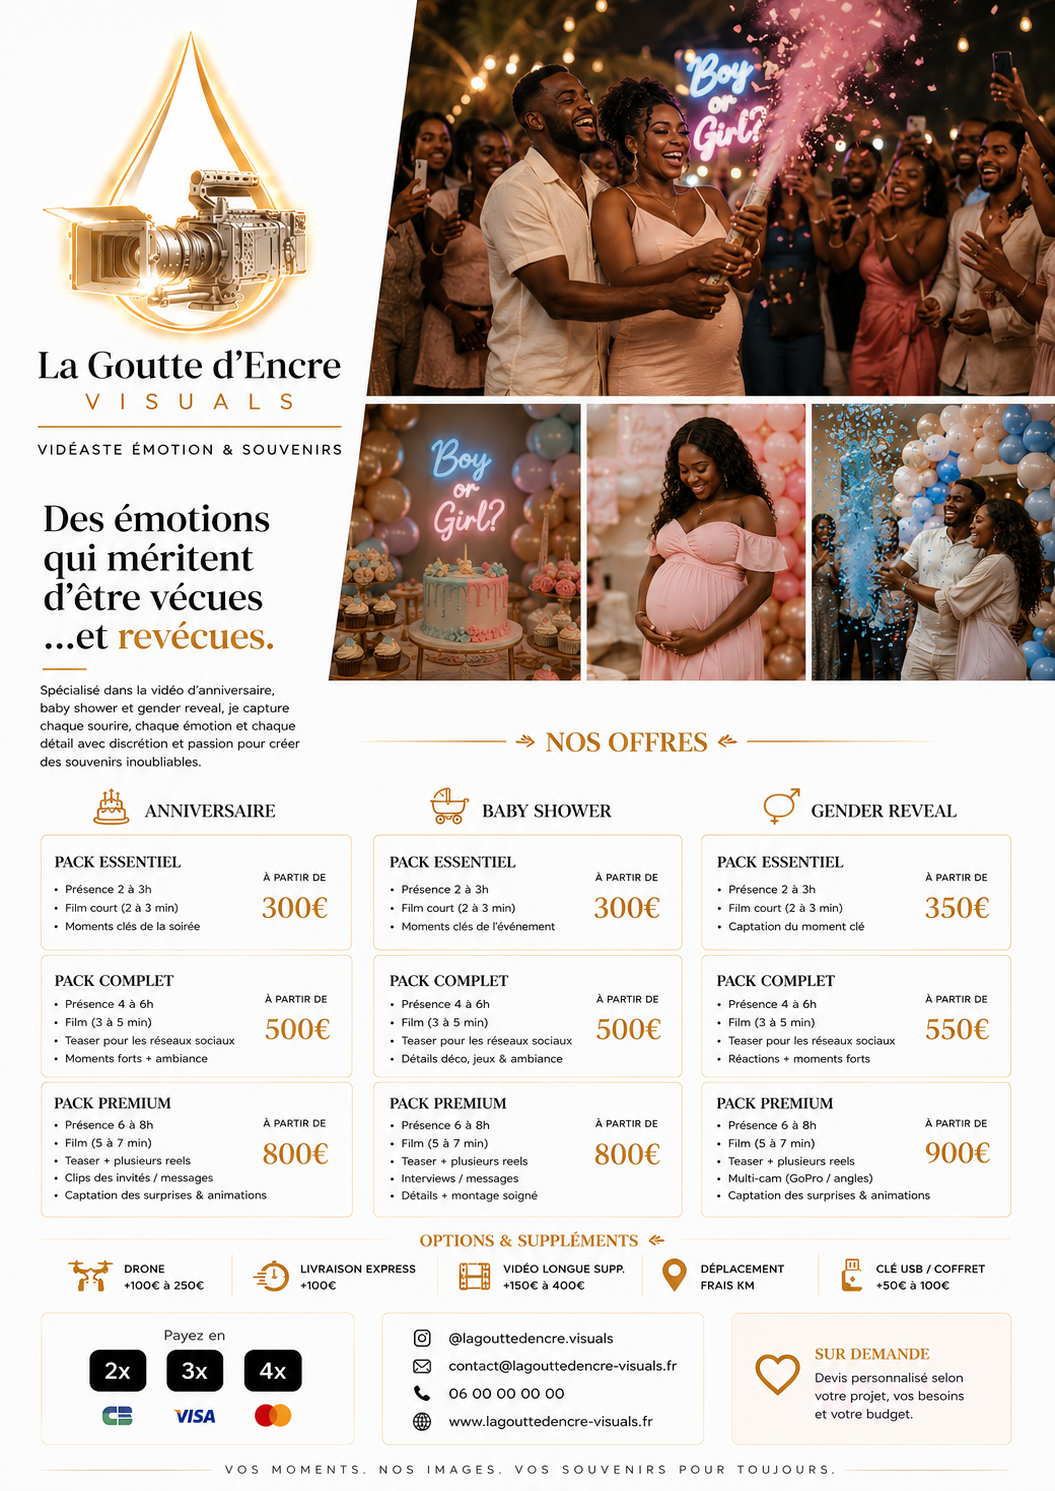 La Goutte d'Encre
VISUALS
VIDÉASTE ÉMOTION & SOUVENIRS
Boy
or
Girl?
Boy
or
Girl?
Des émotions
qui méritent
d'être vécues
...et revécues.
Spécialisé dans la vidéo d'anniversaire,
baby shower et gender reveal, je capture
chaque sourire, chaque émotion et chaque
détail avec discrétion et passion pour créer
des souvenirs inoubliables.
NOS OFFRES
ANNIVERSAIRE
PACK ESSENTIEL
• Présence 2 à 3h
• Film court (2 à 3 min)
• Moments clés de la soirée
À PARTIR DE
300€
PACK COMPLET
• Présence 4 à 6h
• Film (3 à 5 min)
• Teaser pour les réseaux sociaux
• Moments forts + ambiance
À PARTIR DE
500€
PACK PREMIUM
• Présence 6 à 8h
• Film (5 à 7 min)
• Teaser + plusieurs reels
• Clips des invités / messages
• Captation des surprises & animations
À PARTIR DE
800€
BABY SHOWER
PACK ESSENTIEL
• Présence 2 à 3h
• Film court (2 à 3 min)
• Moments clés de l'événement
À PARTIR DE
300€
PACK COMPLET
• Présence 4 à 6h
• Film (3 à 5 min)
• Teaser pour les réseaux sociaux
• Détails déco, jeux & ambiance
À PARTIR DE
500€
PACK PREMIUM
• Présence 6 à 8h
• Film (5 à 7 min)
• Teaser + plusieurs reels
• Interviews / messages
• Détails + montage soigné
À PARTIR DE
800€
GENDER REVEAL
PACK ESSENTIEL
• Présence 2 à 3h
• Film court (2 à 3 min)
• Captation du moment clé
À PARTIR DE
350€
PACK COMPLET
• Présence 4 à 6h
• Film (3 à 5 min)
• Teaser pour les réseaux sociaux
• Réactions + moments forts
À PARTIR DE
550€
PACK PREMIUM
• Présence 6 à 8h
• Film (5 à 7 min)
• Teaser + plusieurs reels
• Multi-cam (GoPro / angles)
• Captation des surprises & animations
À PARTIR DE
900€
OPTIONS & SUPPLÉMENTS
DRONE
+100€ à 250€
LIVRAISON EXPRESS
+100€
VIDÉO LONGUE SUPP.
+150€ à 400€
DÉPLACEMENT
FRAIS KM
CLÉ USB / COFFRET
+50€ à 100€
Payez en
2x 3x 4x
CB VISA
@lagouttedencre.visuals
contact@lagouttedencre-visuals.fr
06 00 00 00 00
www.lagouttedencre-visuals.fr
SUR DEMANDE
Devis personnalisé selon
votre projet, vos besoins
et votre budget.
VOS MOMENTS. NOS IMAGES. VOS SOUVENIRS POUR TOUJOURS.